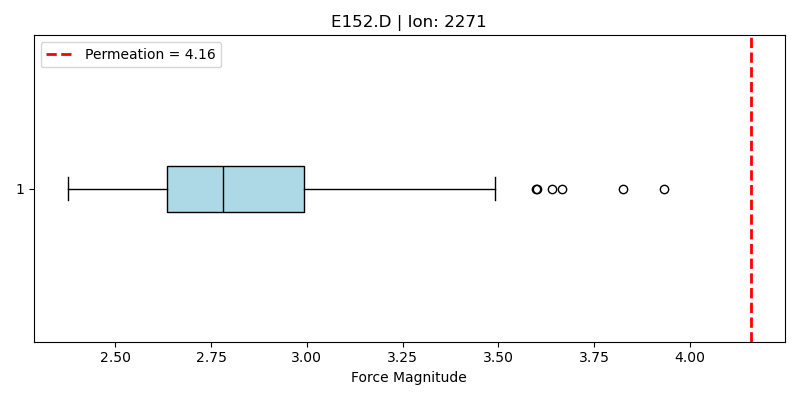 E152.D | Ion: 2271
Permeation = 4.16
1
2.50 2.75 3.00 3.25 3.50 3.75 4.00
Force Magnitude